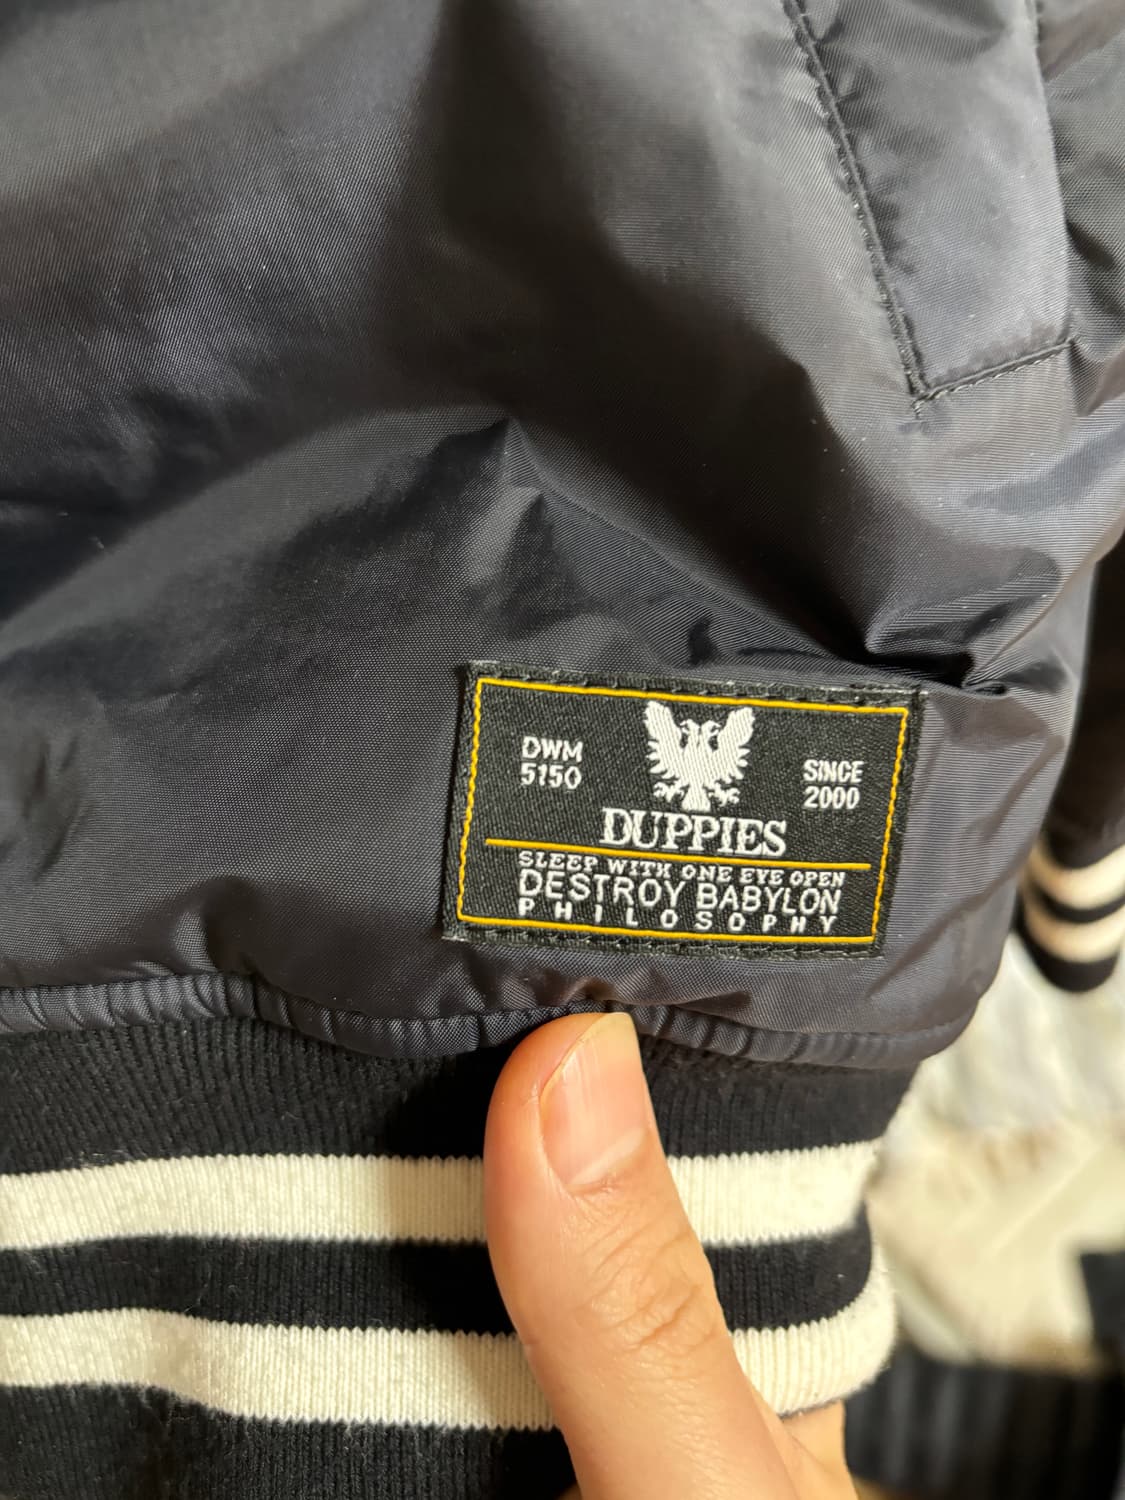 DWM
5150
SINCE
2000
DUPPIES
SLEEP WITH ONE EYE OPEN
DESTROY BABYLON
PHILOSOPHY